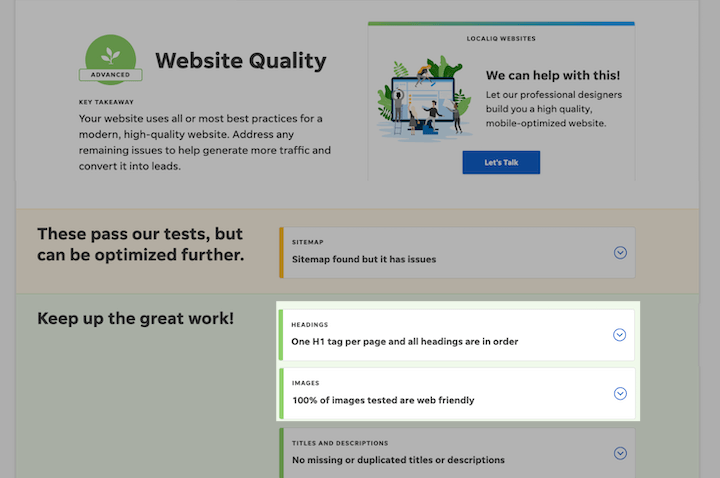 ADVANCED
Website Quality
KEY TAKEAWAY
Your website uses all or most best practices for a
modern, high-quality website. Address any
remaining issues to help generate more traffic and
convert it into leads.
LOCALIQ WEBSITES
We can help with this!
Let our professional designers
build you a high quality,
mobile-optimized website.
Let's Talk
These pass our tests, but
can be optimized further.
SITEMAP
Sitemap found but it has issues
Keep up the great work!
HEADINGS
One H1 tag per page and all headings are in order
IMAGES
100% of images tested are web friendly
TITLES AND DESCRIPTIONS
No missing or duplicated titles or descriptions